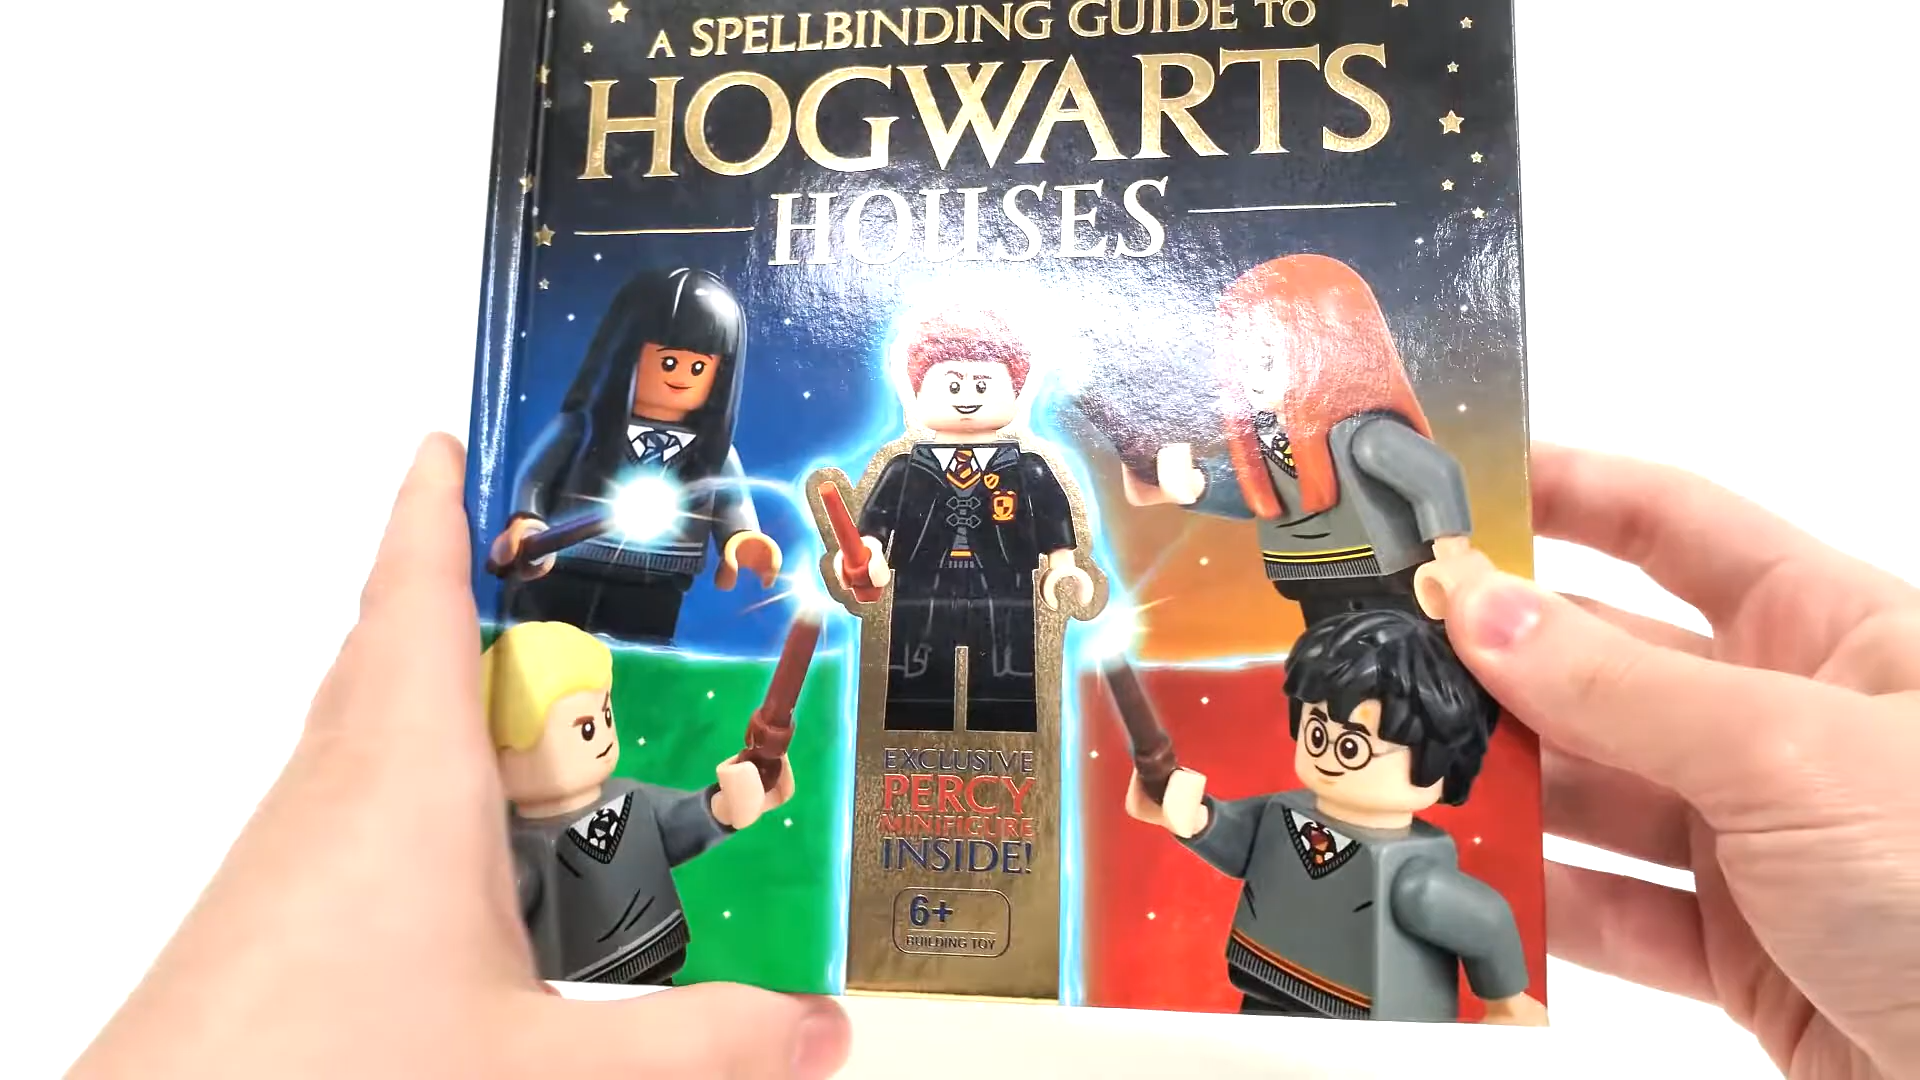 A SPELLBINDING GUIDE TO
HOGWARTS
HOUSES
EXCLUSIVE
PERCY
MINIFIGURE
INSIDE!
6+
BUILDING TOY